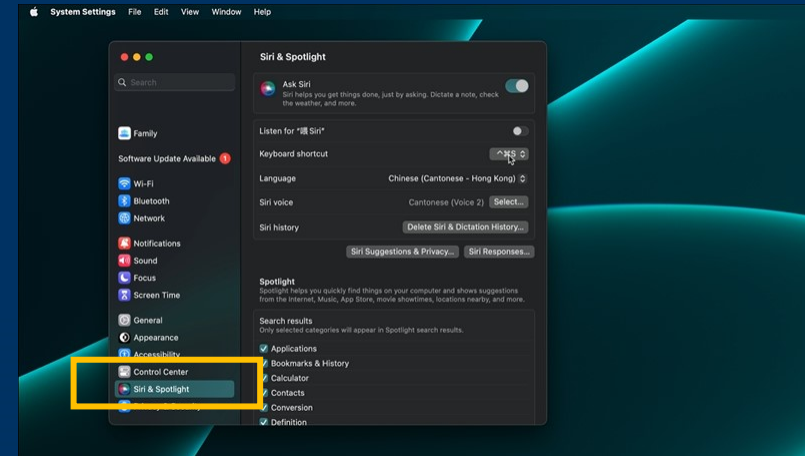 System Settings File Edit View Window Help
Siri & Spotlight
Search
Ask Siri
Siri helps you get things done, just by asking. Dictate a note, check
the weather, and more.
Family
Software Update Available 1
Wi-Fi
Bluetooth
Network
Notifications
Sound
Focus
Screen Time
General
Appearance
Accessibility
Control Center
Siri & Spotlight
Listen for "喂 Siri"
Keyboard shortcut ^⌘S
Language Chinese (Cantonese - Hong Kong)
Siri voice Cantonese (Voice 2) Select...
Siri history Delete Siri & Dictation History...
Siri Suggestions & Privacy... Siri Responses...
Spotlight
Spotlight helps you quickly find things on your computer and shows suggestions
from the Internet, Music, App Store, movie showtimes, locations nearby, and more.
Search results
Only selected categories will appear in Spotlight search results.
Applications
Bookmarks & History
Calculator
Contacts
Conversion
Definition